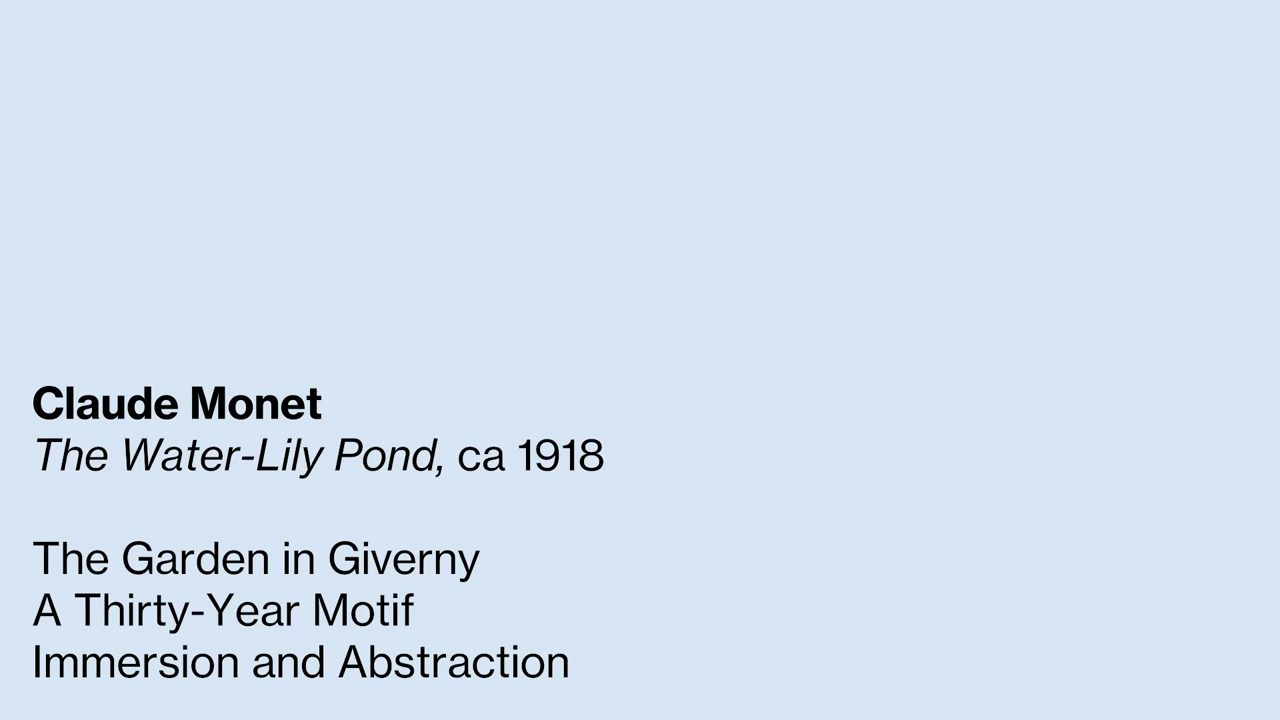 Claude Monet
The Water-Lily Pond, ca 1918
The Garden in Giverny
A Thirty-Year Motif
Immersion and Abstraction